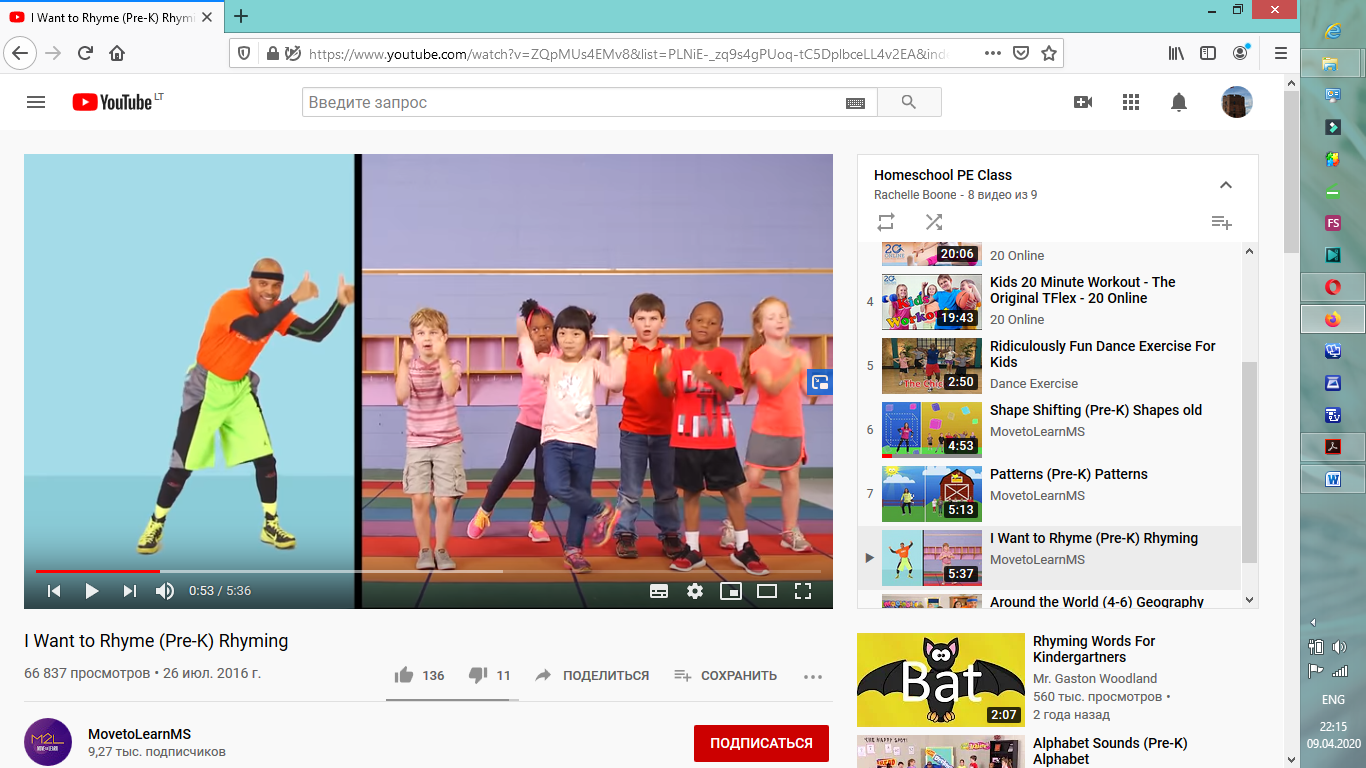 I Want to Rhyme (Pre-K) Rhymi
https://www.youtube.com/watch?v=ZQpMUs4EMv8&list=PLNiE-_zq9s4gPUoq-tC5DplbceLL4v2EA&inde
YouTube LT
Введите запрос
Homeschool PE Class
Rachelle Boone - 8 видео из 9
20:06
20 Online
4
Kids 20 Minute Workout - The
Original TFlex - 20 Online
20 Online
Kids
Workou
19:43
5
Ridiculously Fun Dance Exercise For
Kids
Dance Exercise
2:50
6
Shape Shifting (Pre-K) Shapes old
MovetoLearnMS
4:53
7
Patterns (Pre-K) Patterns
MovetoLearnMS
5:13
I Want to Rhyme (Pre-K) Rhyming
MovetoLearnMS
5:37
Around the World (4-6) Geography
0:53 / 5:36
I Want to Rhyme (Pre-K) Rhyming
66 837 просмотров • 26 июл. 2016 г.
136
11
ПОДЕЛИТЬСЯ
СОХРАНИТЬ
M2L
MovetoLearnMS
9,27 тыс. подписчиков
ПОДПИСАТЬСЯ
Bat
2:07
Rhyming Words For
Kindergartners
Mr. Gaston Woodland
560 тыс. просмотров •
2 года назад
Alphabet Sounds (Pre-K)
Alphabet
FS
ENG
22:15
09.04.2020